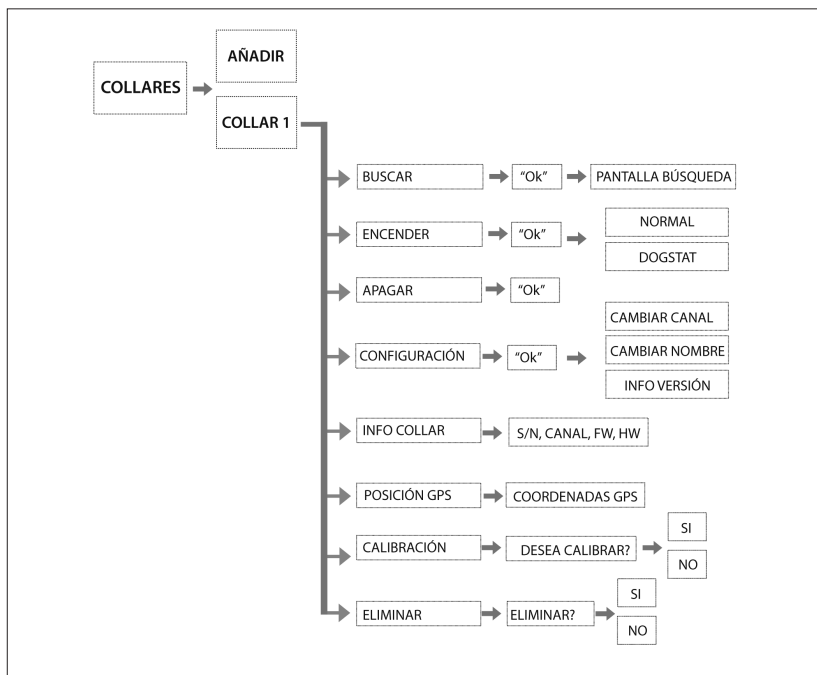 COLLARES
AÑADIR
COLLAR 1
BUSCAR
“Ok”
PANTALLA BÚSQUEDA
ENCENDER
“Ok”
NORMAL
DOGSTAT
APAGAR
“Ok”
CONFIGURACIÓN
“Ok”
CAMBIAR CANAL
CAMBIAR NOMBRE
INFO VERSIÓN
INFO COLLAR
S/N, CANAL, FW, HW
POSICIÓN GPS
COORDENADAS GPS
CALIBRACIÓN
DESEA CALIBRAR?
SI
NO
ELIMINAR
ELIMINAR?
SI
NO